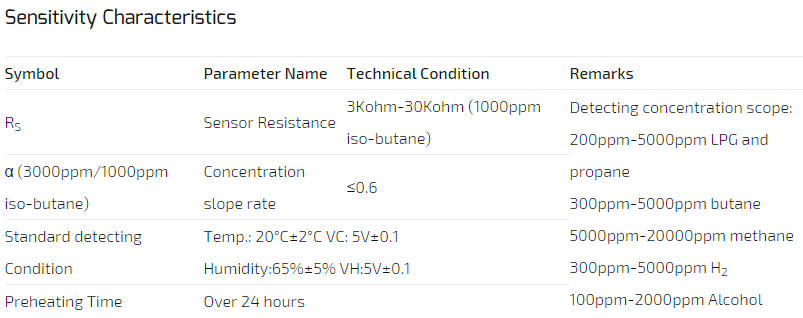 Sensitivity Characteristics
Symbol Parameter Name Technical Condition Remarks
R₅ Sensor Resistance 3Kohm-30Kohm (1000ppm
iso-butane)
α (3000ppm/1000ppm
iso-butane) Concentration
slope rate ≤0.6
Standard detecting
Condition Temp.: 20°C±2°C VC: 5V±0.1
Humidity:65%±5% VH:5V±0.1
Preheating Time Over 24 hours
Detecting concentration scope:
200ppm-5000ppm LPG and
propane
300ppm-5000ppm butane
5000ppm-20000ppm methane
300ppm-5000ppm H₂
100ppm-2000ppm Alcohol